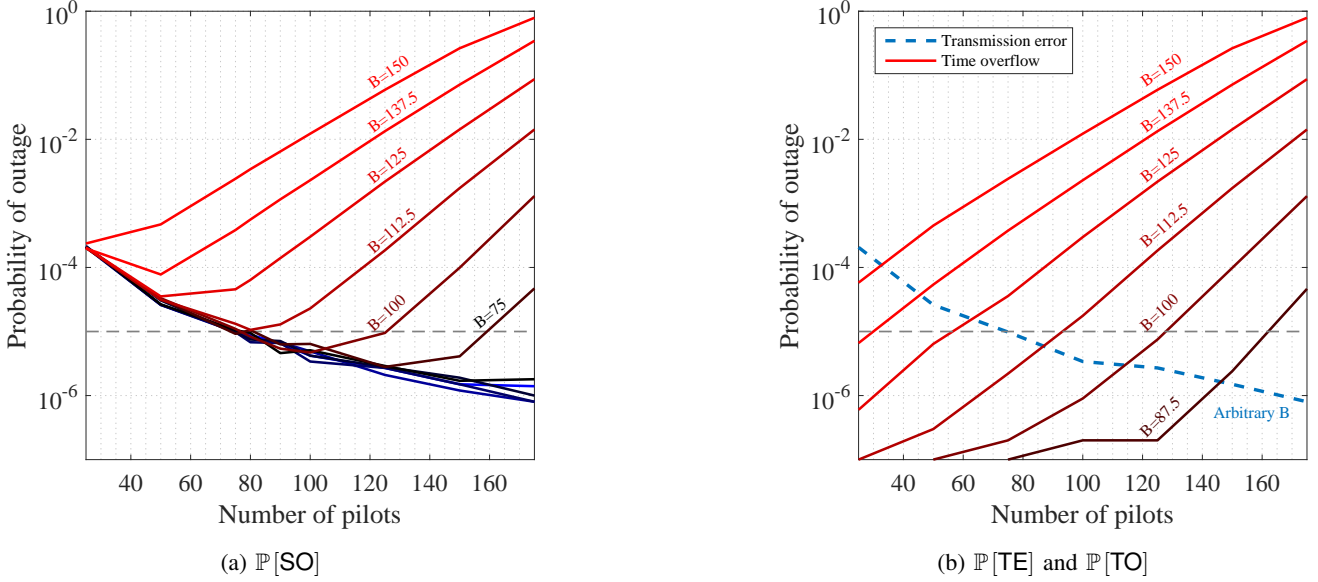 10^0
10^-2
10^-4
10^-6
Probability of outage
B=150
B=137.5
B=125
B=112.5
B=100
B=75
40 60 80 100 120 140 160
Number of pilots
(a) ℙ[SO]
10^0
10^-2
10^-4
10^-6
Probability of outage
Transmission error
Time overflow
B=150
B=137.5
B=125
B=112.5
B=100
B=87.5
Arbitrary B
40 60 80 100 120 140 160
Number of pilots
(b) ℙ[TE] and ℙ[TO]